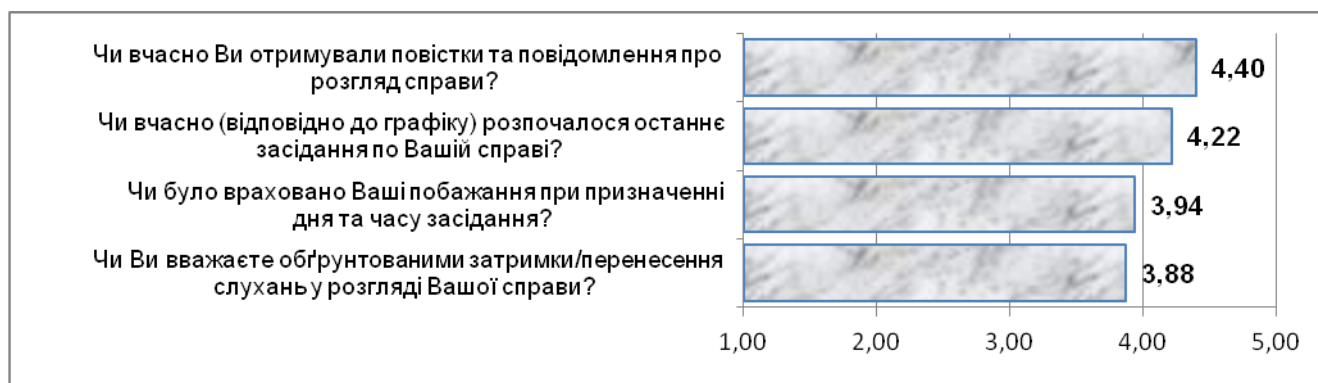 Чи вчасно Ви отримували повістки та повідомлення про
розгляд справи?
4,40
Чи вчасно (відповідно до графіку) розпочалося останнє
засідання по Вашій справі?
4,22
Чи було враховано Ваші побажання при призначенні
дня та часу засідання?
3,94
Чи Ви вважаєте обґрунтованими затримки/перенесення
слухань у розгляді Вашої справи?
3,88
1,00 2,00 3,00 4,00 5,00